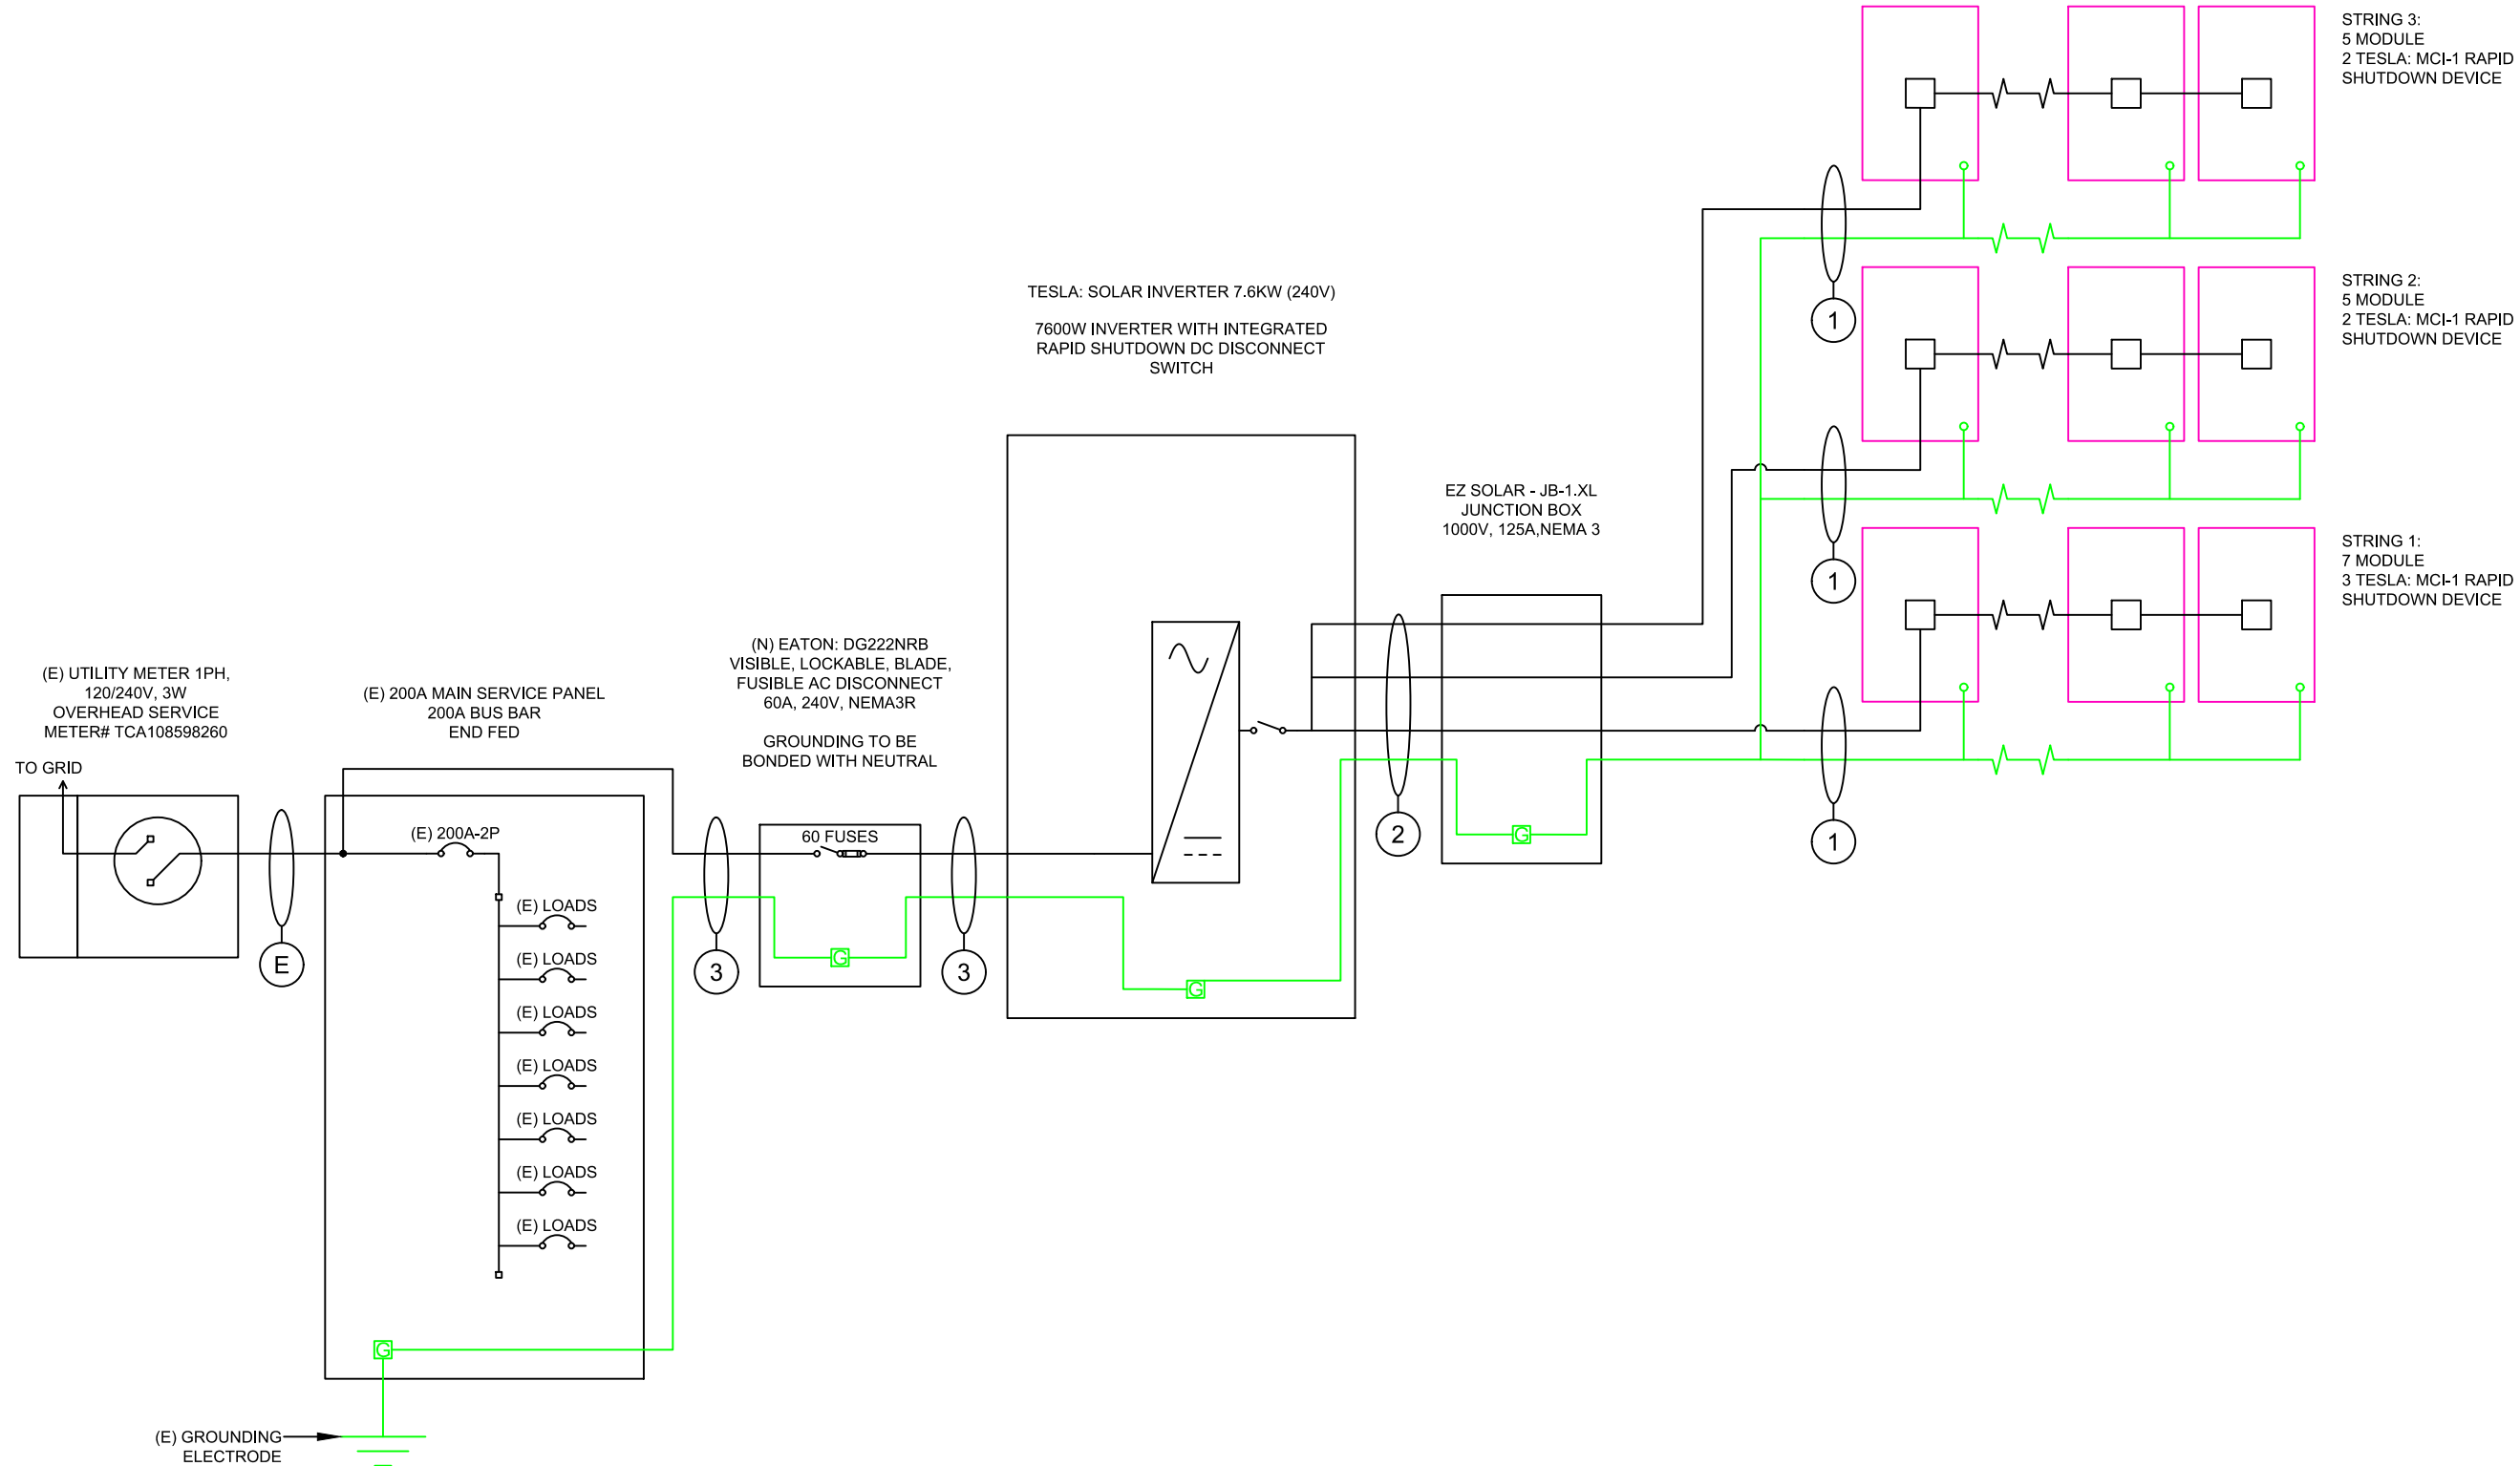 STRING 3:
5 MODULE
2 TESLA: MCI-1 RAPID
SHUTDOWN DEVICE
1
STRING 2:
5 MODULE
2 TESLA: MCI-1 RAPID
SHUTDOWN DEVICE
1
STRING 1:
7 MODULE
3 TESLA: MCI-1 RAPID
SHUTDOWN DEVICE
1
TESLA: SOLAR INVERTER 7.6KW (240V)
7600W INVERTER WITH INTEGRATED
RAPID SHUTDOWN DC DISCONNECT
SWITCH
EZ SOLAR - JB-1.XL
JUNCTION BOX
1000V, 125A,NEMA 3
2
G
G
(N) EATON: DG222NRB
VISIBLE, LOCKABLE, BLADE,
FUSIBLE AC DISCONNECT
60A, 240V, NEMA3R
GROUNDING TO BE
BONDED WITH NEUTRAL
60 FUSES
G
3
3
(E) UTILITY METER 1PH,
120/240V, 3W
OVERHEAD SERVICE
METER# TCA108598260
TO GRID
E
(E) 200A MAIN SERVICE PANEL
200A BUS BAR
END FED
(E) 200A-2P
(E) LOADS
(E) LOADS
(E) LOADS
(E) LOADS
(E) LOADS
(E) LOADS
(E) LOADS
G
(E) GROUNDING
ELECTRODE